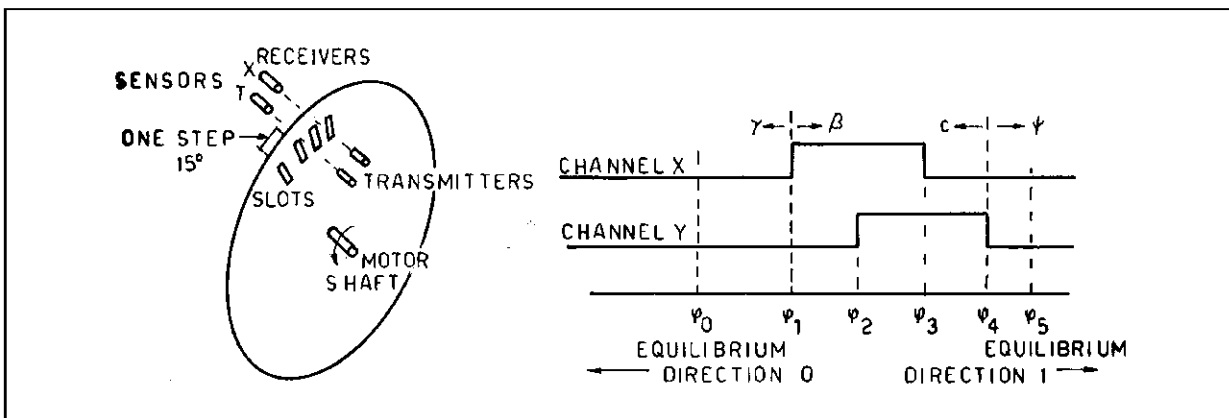 X RECEIVERS
SENSORS T
ONE STEP
15°
SLOTS
TRANSMITTERS
MOTOR
SHAFT
γ β c ψ
CHANNEL X
CHANNEL Y
φ0 φ1 φ2 φ3 φ4 φ5
EQUILIBRIUM EQUILIBRIUM
DIRECTION 0 DIRECTION 1